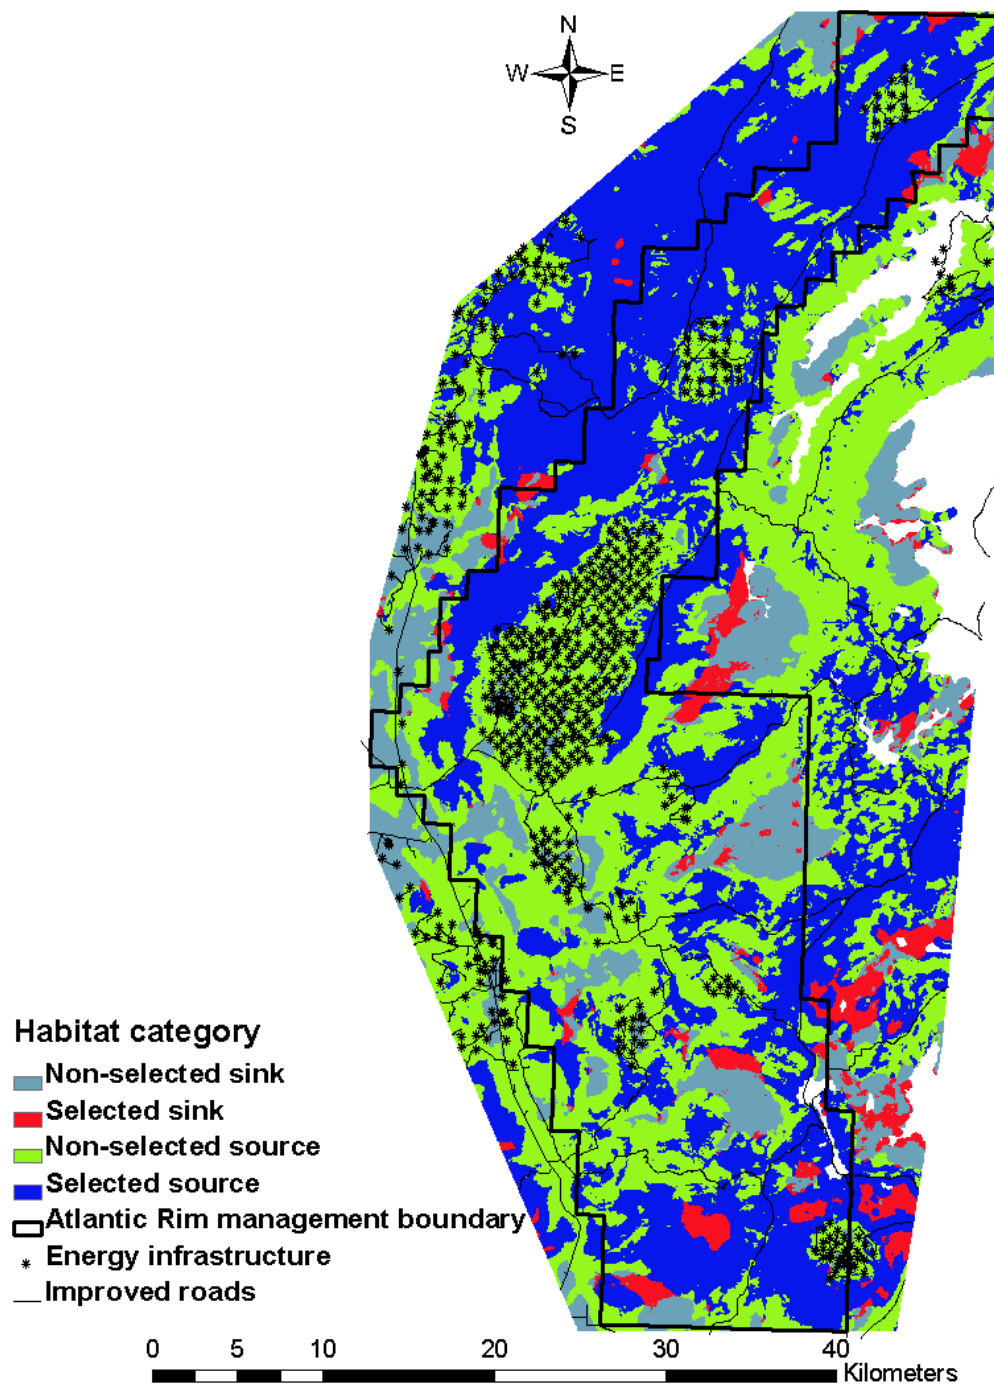 N
W E
S
Habitat category
Non-selected sink
Selected sink
Non-selected source
Selected source
Atlantic Rim management boundary
Energy infrastructure
Improved roads
0 5 10 20 30 40
Kilometers